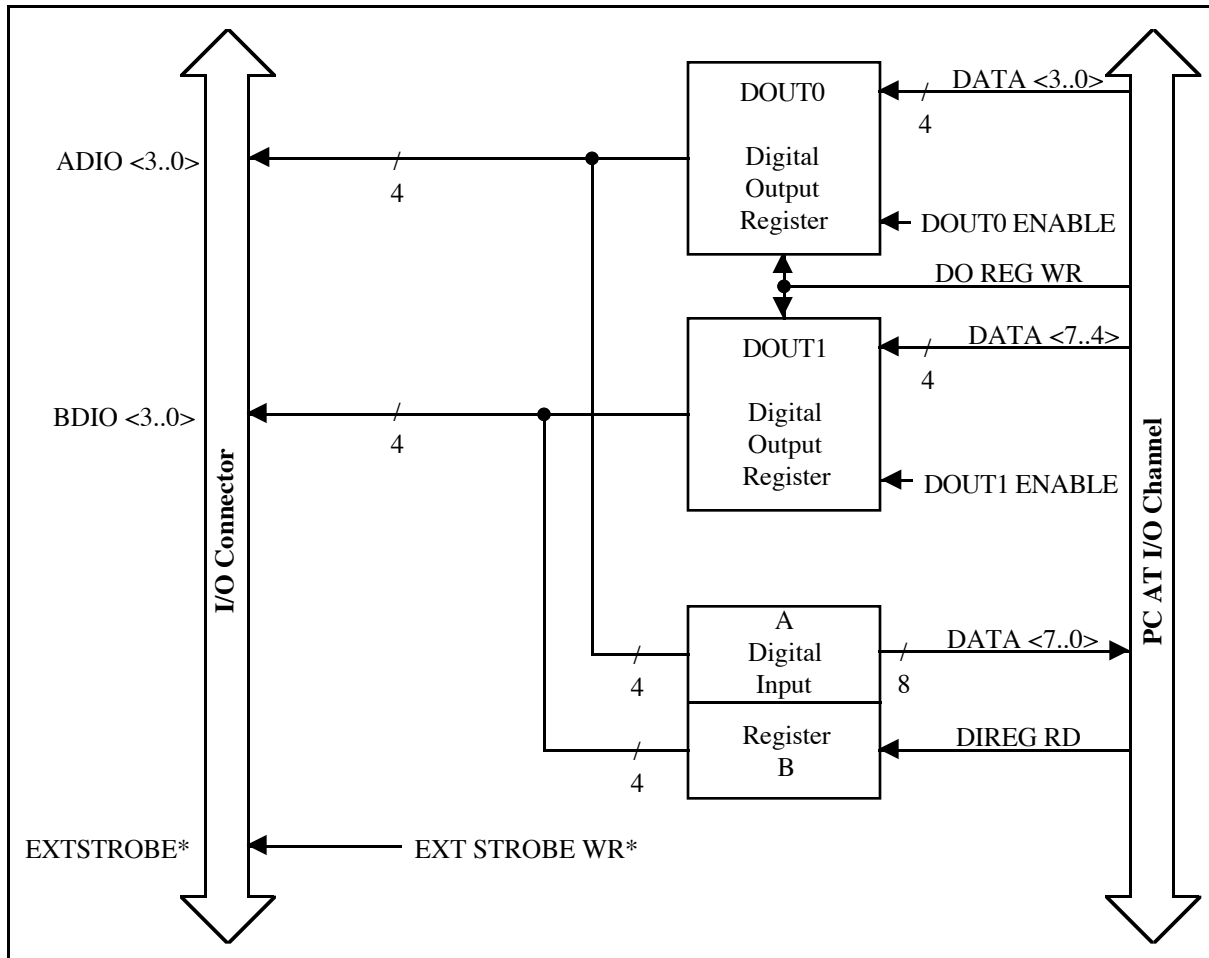 DOUT0
DATA <3..0>
4
ADIO <3..0>
4
Digital
Output
Register
DOUT0 ENABLE
DO REG WR
DOUT1
DATA <7..4>
4
BDIO <3..0>
4
Digital
Output
Register
DOUT1 ENABLE
I/O Connector
PC AT I/O Channel
A
Digital
Input
4
DATA <7..0>
8
Register
B
4
DIREG RD
EXTSTROBE*
EXT STROBE WR*